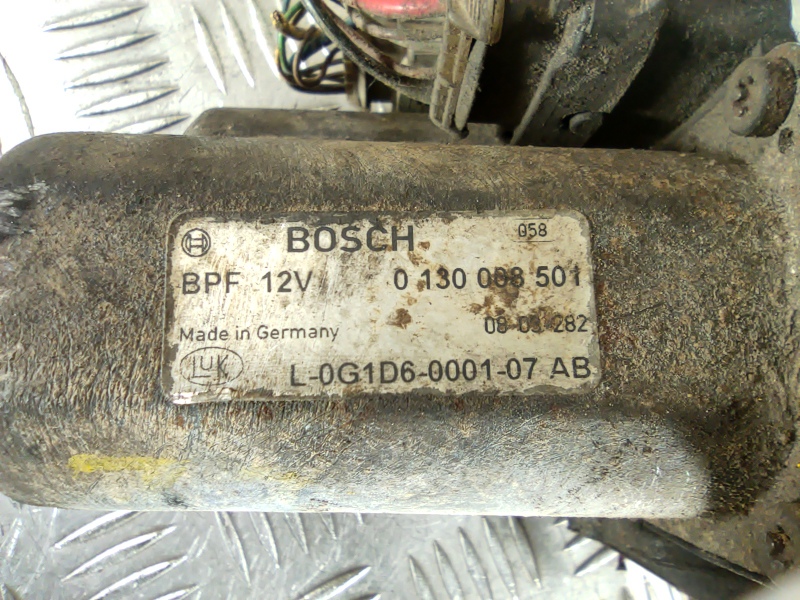 BOSCH 058
BPF 12V 0 130 008 501
Made in Germany 08 03 282
LuK L-0G1D6-0001-07 AB